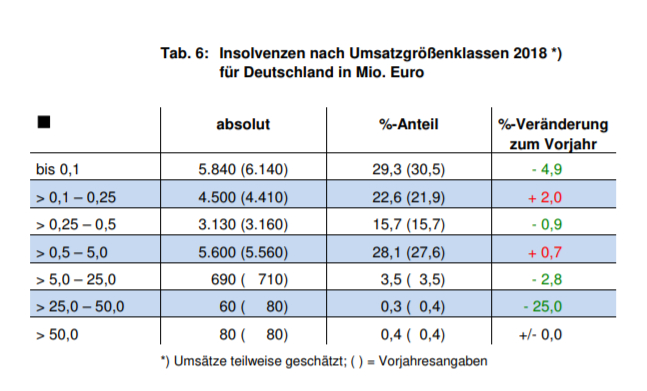 Tab. 6: Insolvenzen nach Umsatzgrößenklassen 2018 *)
für Deutschland in Mio. Euro
absolut %-Anteil %-Veränderung
zum Vorjahr
bis 0,1 5.840 (6.140) 29,3 (30,5) - 4,9
> 0,1 – 0,25 4.500 (4.410) 22,6 (21,9) + 2,0
> 0,25 – 0,5 3.130 (3.160) 15,7 (15,7) - 0,9
> 0,5 – 5,0 5.600 (5.560) 28,1 (27,6) + 0,7
> 5,0 – 25,0 690 ( 710) 3,5 ( 3,5) - 2,8
> 25,0 – 50,0 60 ( 80) 0,3 ( 0,4) - 25,0
> 50,0 80 ( 80) 0,4 ( 0,4) +/- 0,0
*) Umsätze teilweise geschätzt; ( ) = Vorjahresangaben